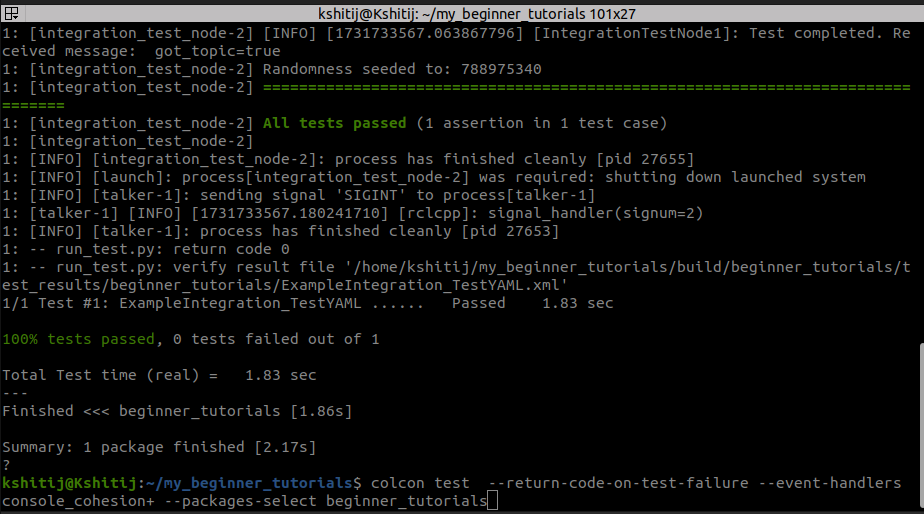 kshitij@Kshitij: ~/my_beginner_tutorials 101x27
1: [integration_test_node-2] [INFO] [1731733567.063867796] [IntegrationTestNode1]: Test completed. Re
ceived message:  got_topic=true
1: [integration_test_node-2] Randomness seeded to: 788975340
1: [integration_test_node-2] ========================================================================
=======
1: [integration_test_node-2] All tests passed (1 assertion in 1 test case)
1: [integration_test_node-2]
1: [INFO] [integration_test_node-2]: process has finished cleanly [pid 27655]
1: [INFO] [launch]: process[integration_test_node-2] was required: shutting down launched system
1: [INFO] [talker-1]: sending signal 'SIGINT' to process[talker-1]
1: [talker-1] [INFO] [1731733567.180241710] [rclcpp]: signal_handler(signum=2)
1: [INFO] [talker-1]: process has finished cleanly [pid 27653]
1: -- run_test.py: return code 0
1: -- run_test.py: verify result file '/home/kshitij/my_beginner_tutorials/build/beginner_tutorials/t
est_results/beginner_tutorials/ExampleIntegration_TestYAML.xml'
1/1 Test #1: ExampleIntegration_TestYAML ......   Passed    1.83 sec
100% tests passed, 0 tests failed out of 1
Total Test time (real) =   1.83 sec
---
Finished <<< beginner_tutorials [1.86s]
Summary: 1 package finished [2.17s]
?
kshitij@Kshitij:~/my_beginner_tutorials$ colcon test  --return-code-on-test-failure --event-handlers
console_cohesion+ --packages-select beginner_tutorials